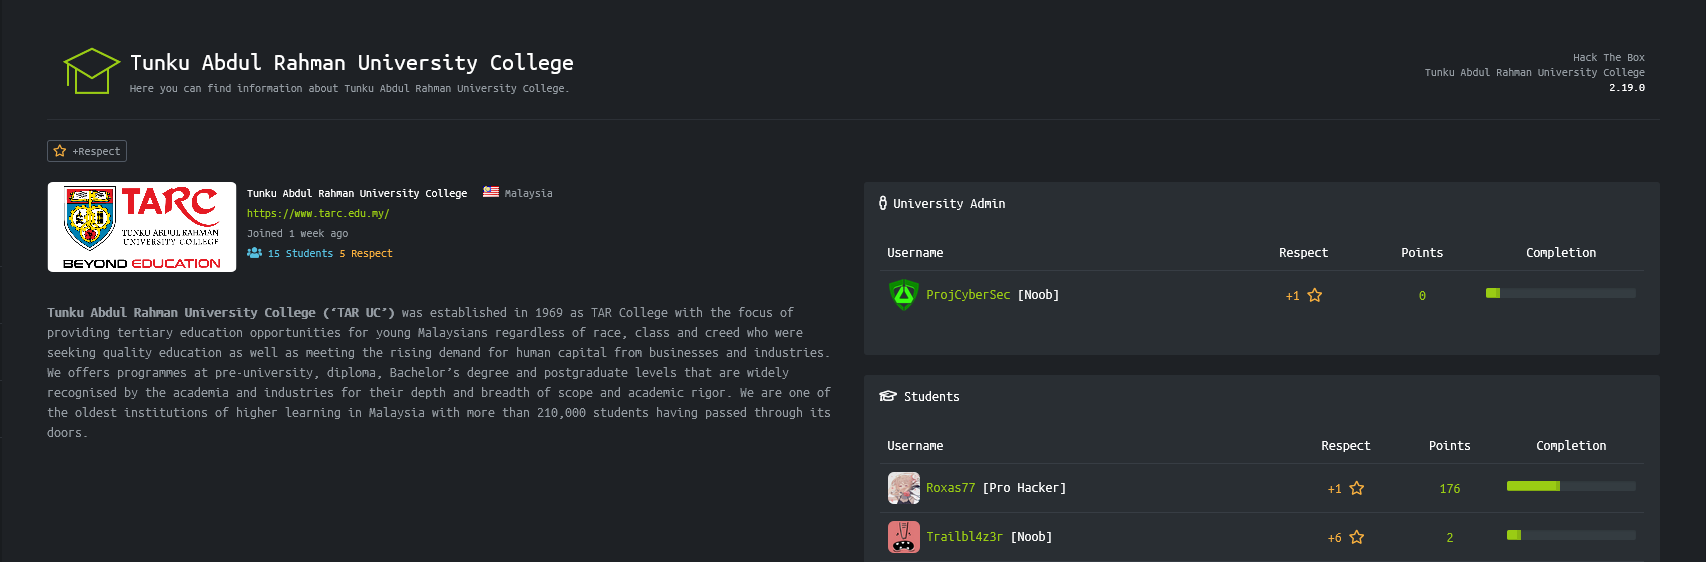 Tunku Abdul Rahman University College
Here you can find information about Tunku Abdul Rahman University College.
Hack The Box
Tunku Abdul Rahman University College
2.19.0
+Respect
TARC
TUNKU ABDUL RAHMAN
UNIVERSITY COLLEGE
BEYOND EDUCATION
Tunku Abdul Rahman University College Malaysia
https://www.tarc.edu.my/
Joined 1 week ago
15 Students 5 Respect
Tunku Abdul Rahman University College (‘TAR UC’) was established in 1969 as TAR College with the focus of
providing tertiary education opportunities for young Malaysians regardless of race, class and creed who were
seeking quality education as well as meeting the rising demand for human capital from businesses and industries.
We offers programmes at pre-university, diploma, Bachelor’s degree and postgraduate levels that are widely
recognised by the academia and industries for their depth and breadth of scope and academic rigor. We are one of
the oldest institutions of higher learning in Malaysia with more than 210,000 students having passed through its
doors.
University Admin
Username Respect Points Completion
ProjCyberSec [Noob] +1 0
Students
Username Respect Points Completion
Roxas77 [Pro Hacker] +1 176
Trailbl4z3r [Noob] +6 2